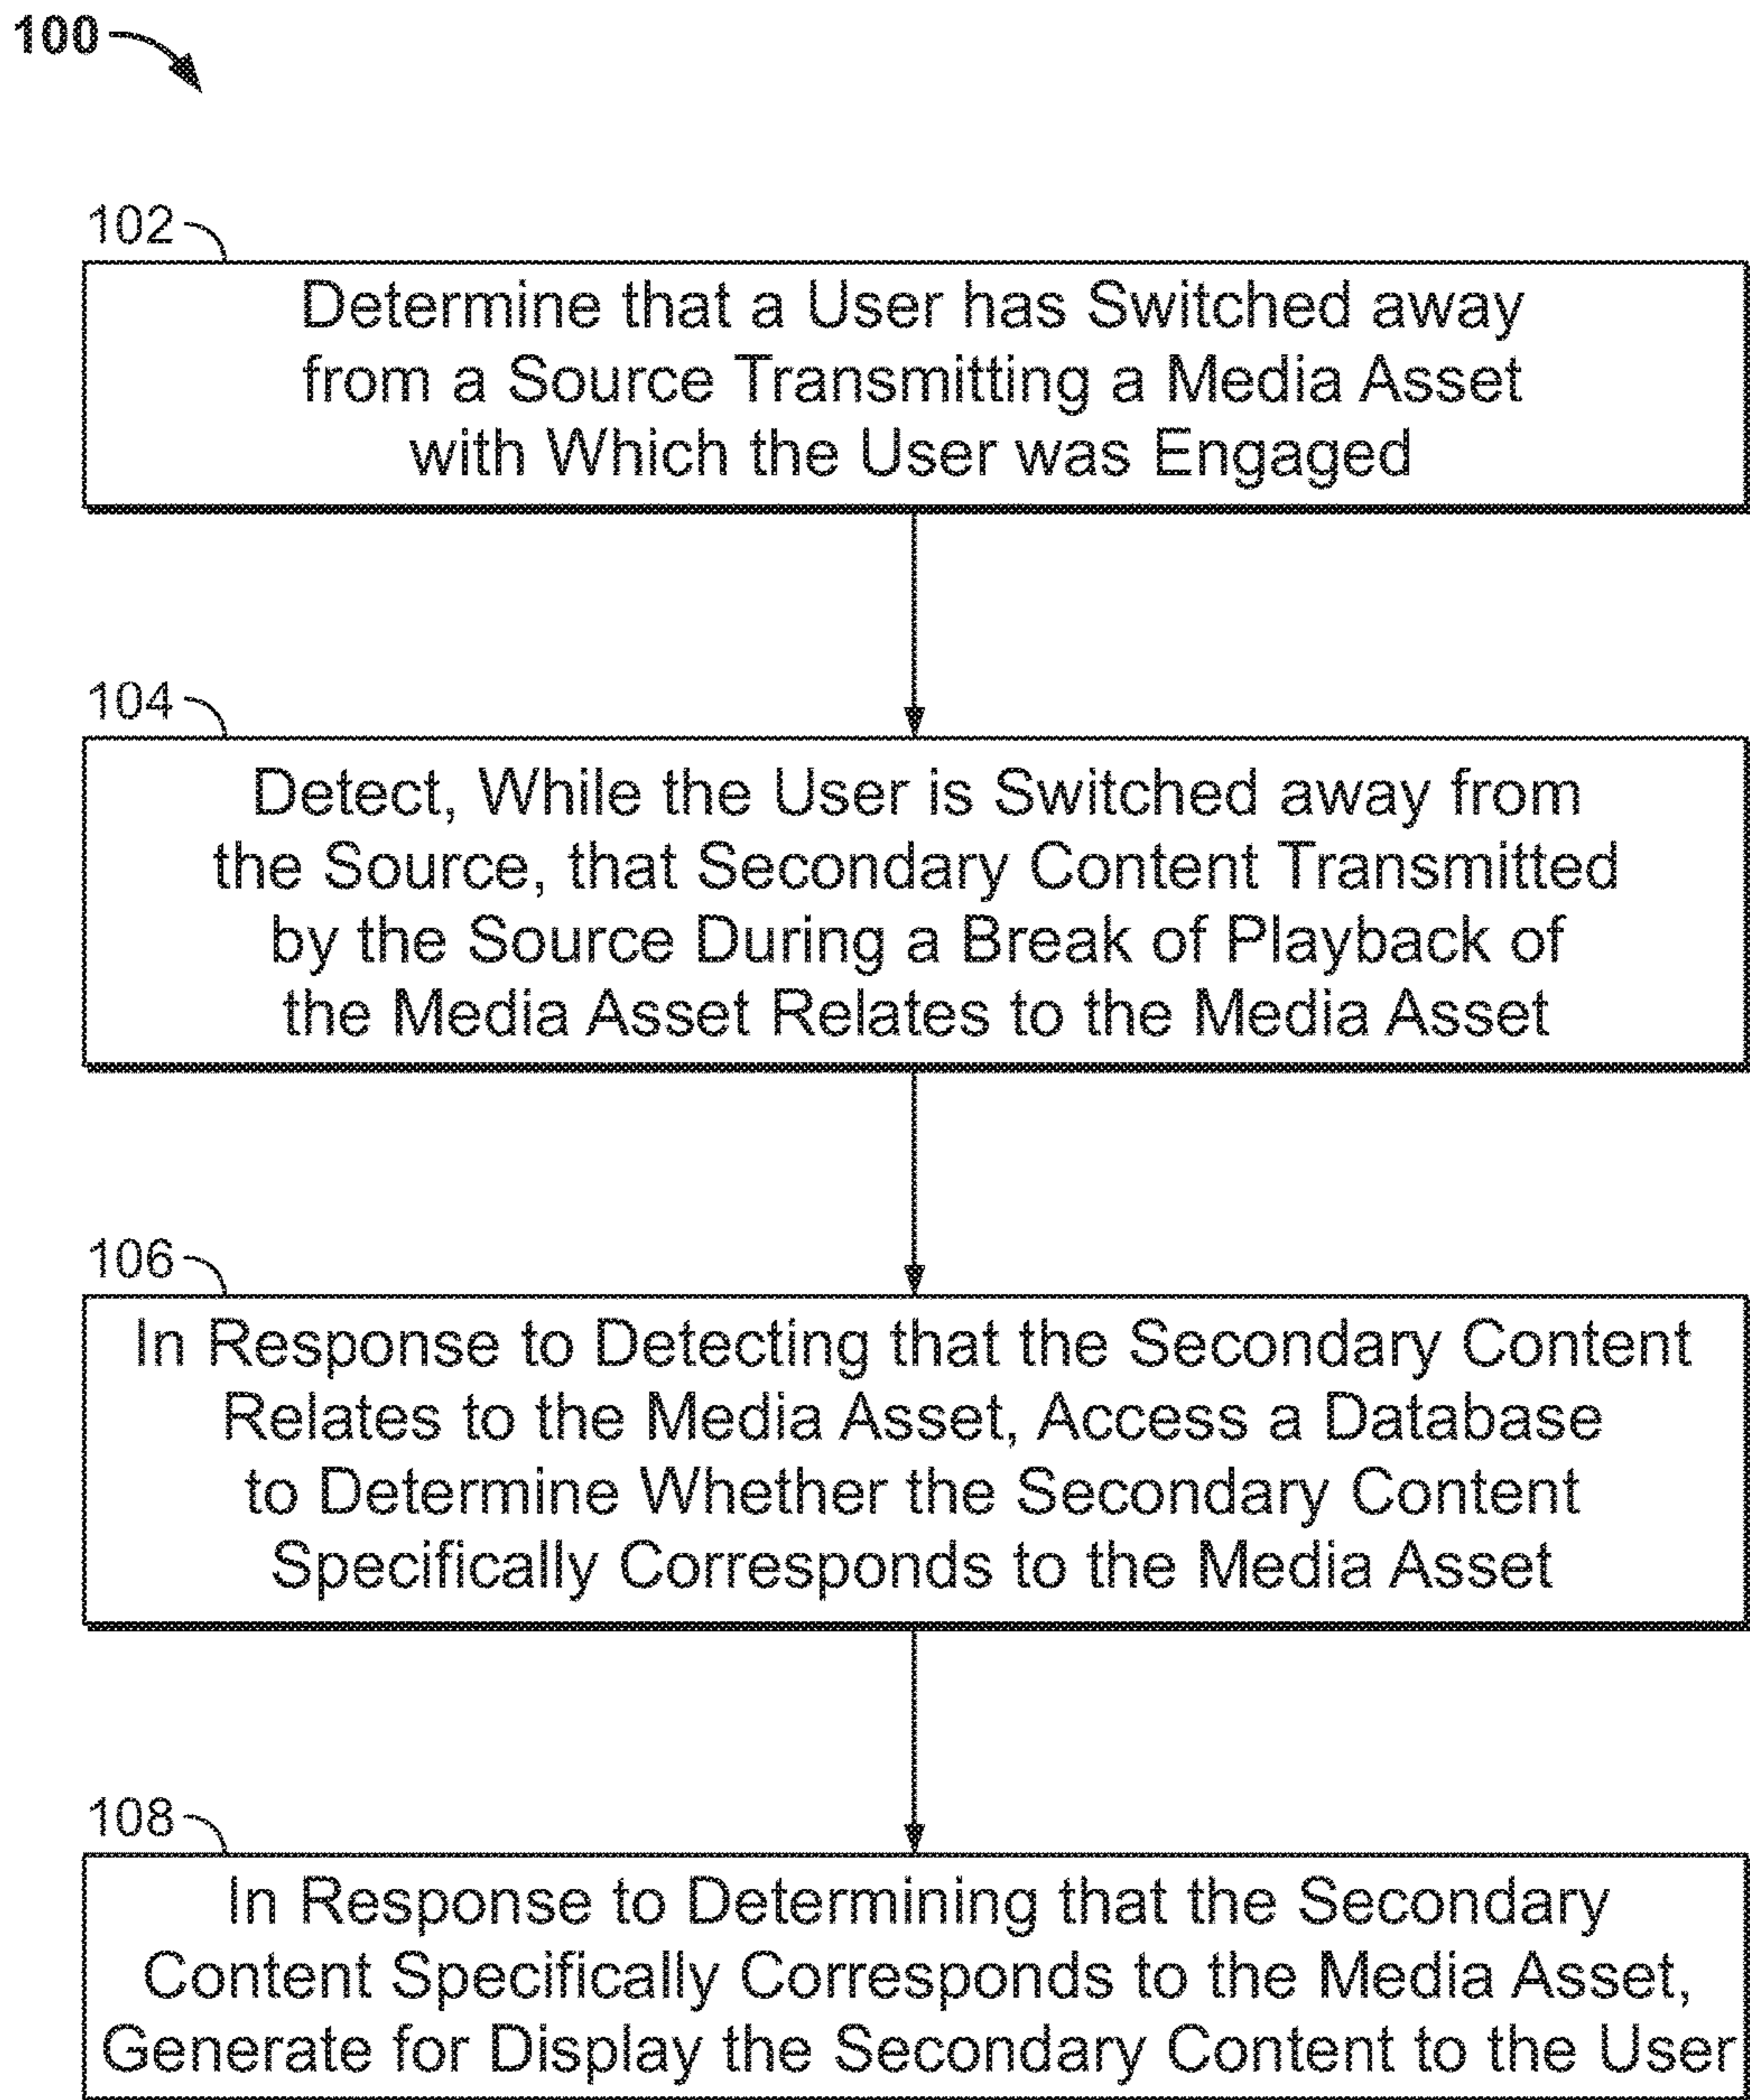 100
102
Determine that a User has Switched away
from a Source Transmitting a Media Asset
with Which the User was Engaged
104
Detect, While the User is Switched away from
the Source, that Secondary Content Transmitted
by the Source During a Break of Playback of
the Media Asset Relates to the Media Asset
106
In Response to Detecting that the Secondary Content
Relates to the Media Asset, Access a Database
to Determine Whether the Secondary Content
Specifically Corresponds to the Media Asset
108
In Response to Determining that the Secondary
Content Specifically Corresponds to the Media Asset,
Generate for Display the Secondary Content to the User